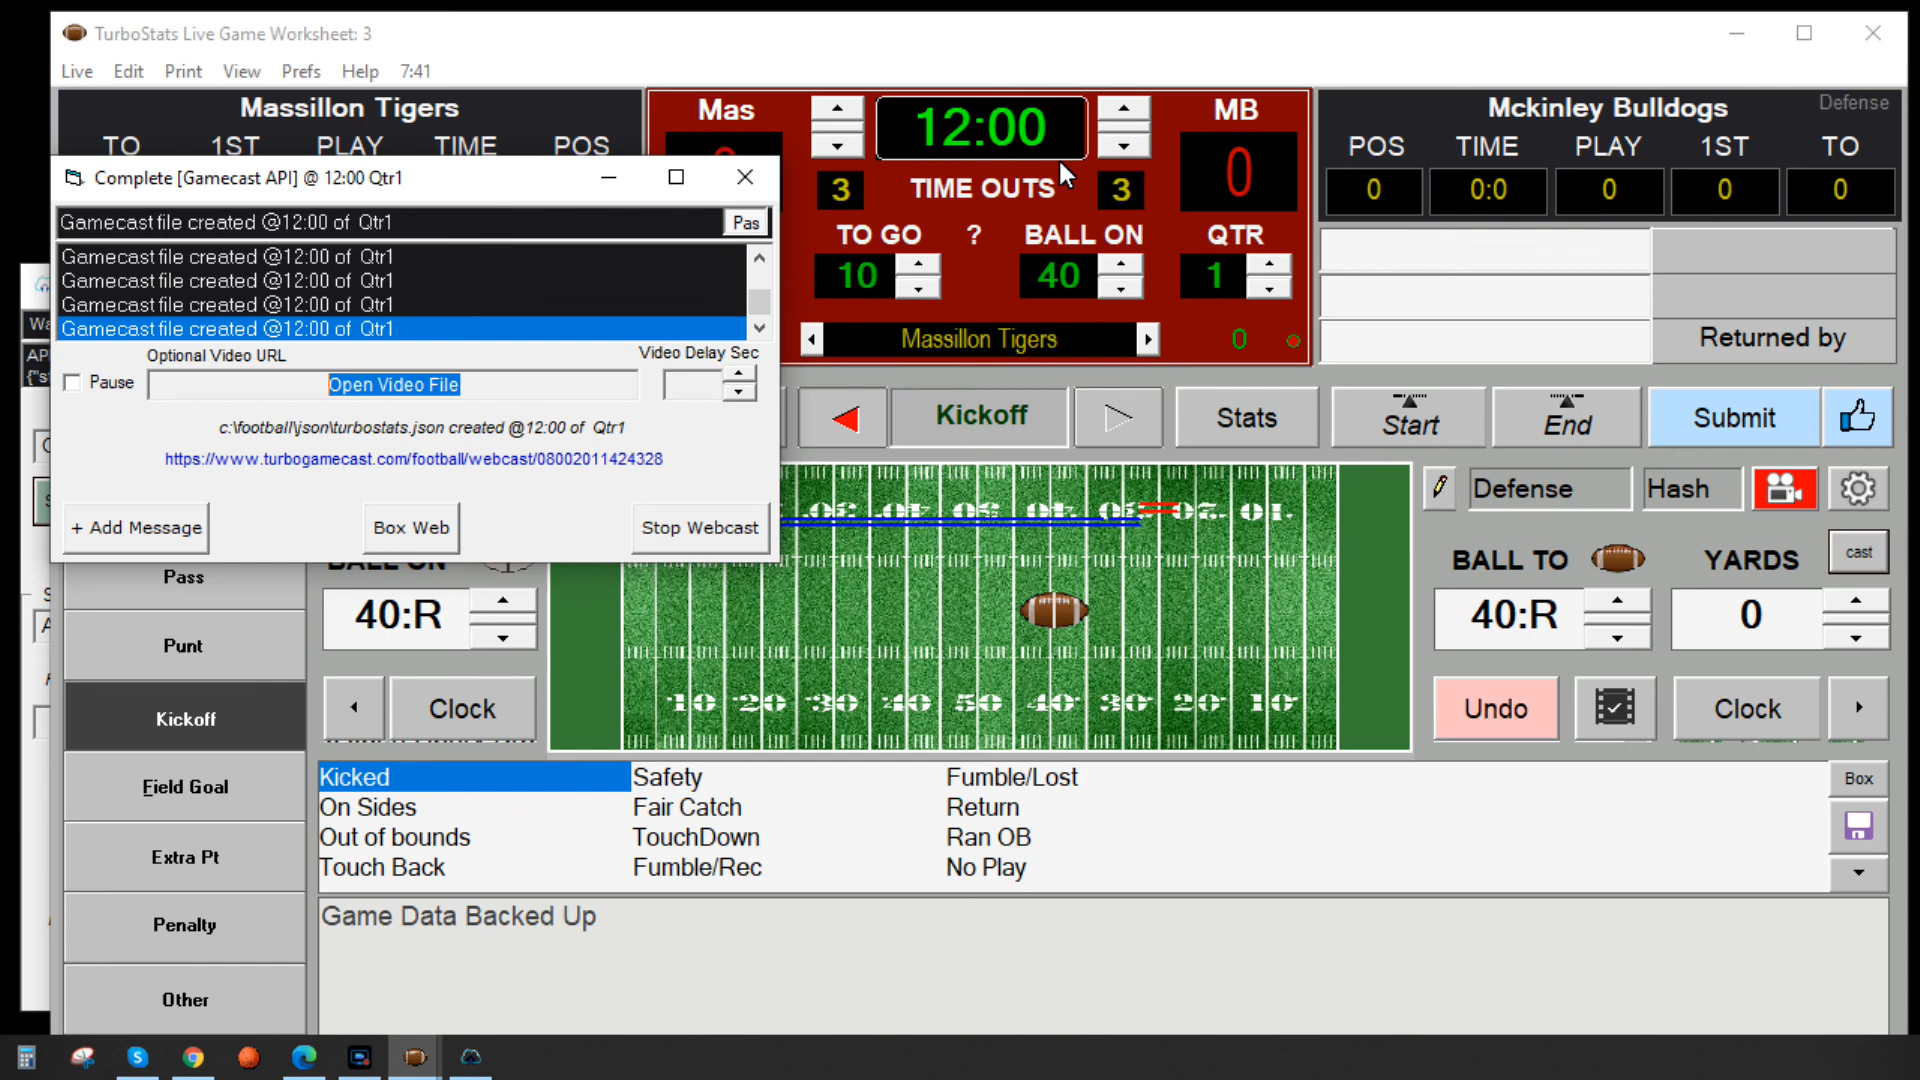 TurboStats Live Game Worksheet: 3
Live Edit Print View Prefs Help 7:41
Massillon Tigers
TO 1ST PLAY TIME POS
Mas 12:00 MB
0
3 TIME OUTS 3
TO GO ? BALL ON QTR
10 40 1
Massillon Tigers 0
Mckinley Bulldogs Defense
POS TIME PLAY 1ST TO
0 0:0 0 0 0
Returned by
Complete [Gamecast API] @ 12:00 Qtr1
Gamecast file created @12:00 of Qtr1 Pas
Gamecast file created @12:00 of Qtr1
Gamecast file created @12:00 of Qtr1
Gamecast file created @12:00 of Qtr1
Gamecast file created @12:00 of Qtr1
Optional Video URL Video Delay Sec
Pause Open Video File
c:\football\json\turbostats.json created @12:00 of Qtr1
https://www.turbogamecast.com/football/webcast/08002011424328
+ Add Message Box Web Stop Webcast
Kickoff Stats Start End Submit
Defense Hash
BALL TO YARDS cast
40:R 0
Undo Clock
BALL ON
40:R
Clock
10 20 30 40 50 40 30 20 10
Pass
Punt
Kickoff
Field Goal
Extra Pt
Penalty
Other
Kicked Safety Fumble/Lost Box
On Sides Fair Catch Return
Out of bounds TouchDown Ran OB
Touch Back Fumble/Rec No Play
Game Data Backed Up